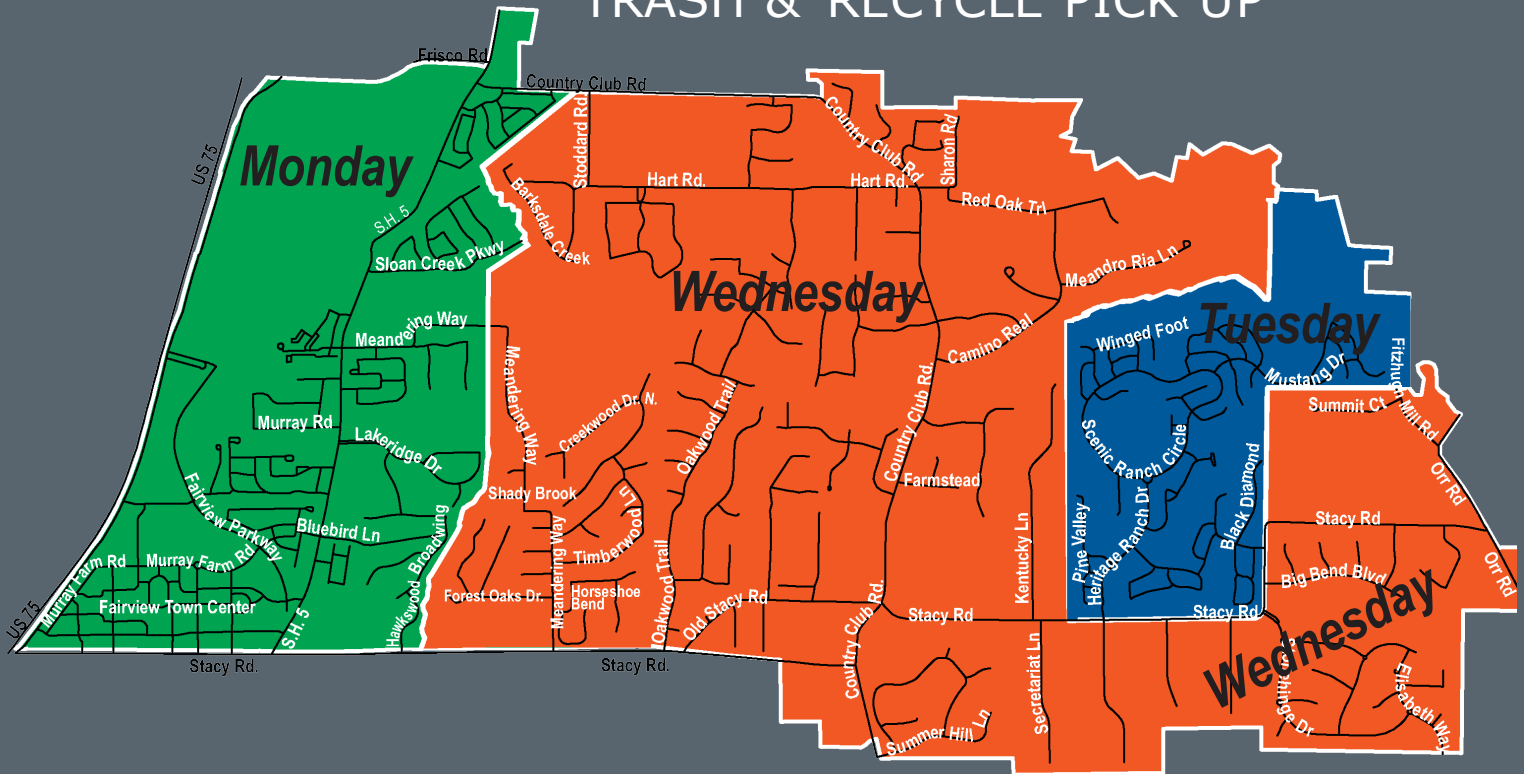 TRASH & RECYCLE PICK UP
Frisco Rd
Country Club Rd
US 75
Monday
Stoddard Rd.
Country Club Rd
Sharon Rd
Hart Rd.
Hart Rd.
Barksdale Creek
Red Oak Trl
S.H. 5
Sloan Creek Pkwy
Meandro Ria Ln
Wednesday
Tuesday
Meandering Way
Winged Foot
Camino Real
Mustang Dr
Fitzhugh Mill Rd
Meandering Way
Country Club Rd.
Creekwood Dr. N.
Oakwood Trail
Summit Ct
Murray Rd
Lakeridge Dr
Scenic Ranch Circle
Orr Rd
Farmstead
Shady Brook
Black Diamond
Fairview Parkway
Timberwood Ln
Bluebird Ln
Stacy Rd
Kentucky Ln
Pine Valley
Heritage Ranch Dr
Murray Farm Rd
Murray Farm Rd
Hawkswood
Broadwing
Meandering Way
Oakwood Trail
Big Bend Blvd
Orr Rd
Forest Oaks Dr.
Horseshoe
Bend
Old Stacy Rd
Country Club Rd.
Stacy Rd
Stacy Rd
Fairview Town Center
US 75
S.H. 5
Stacy Rd.
Stacy Rd.
Secretariat Ln
Wednesday
Elisabeth Way
Summer Hill Ln